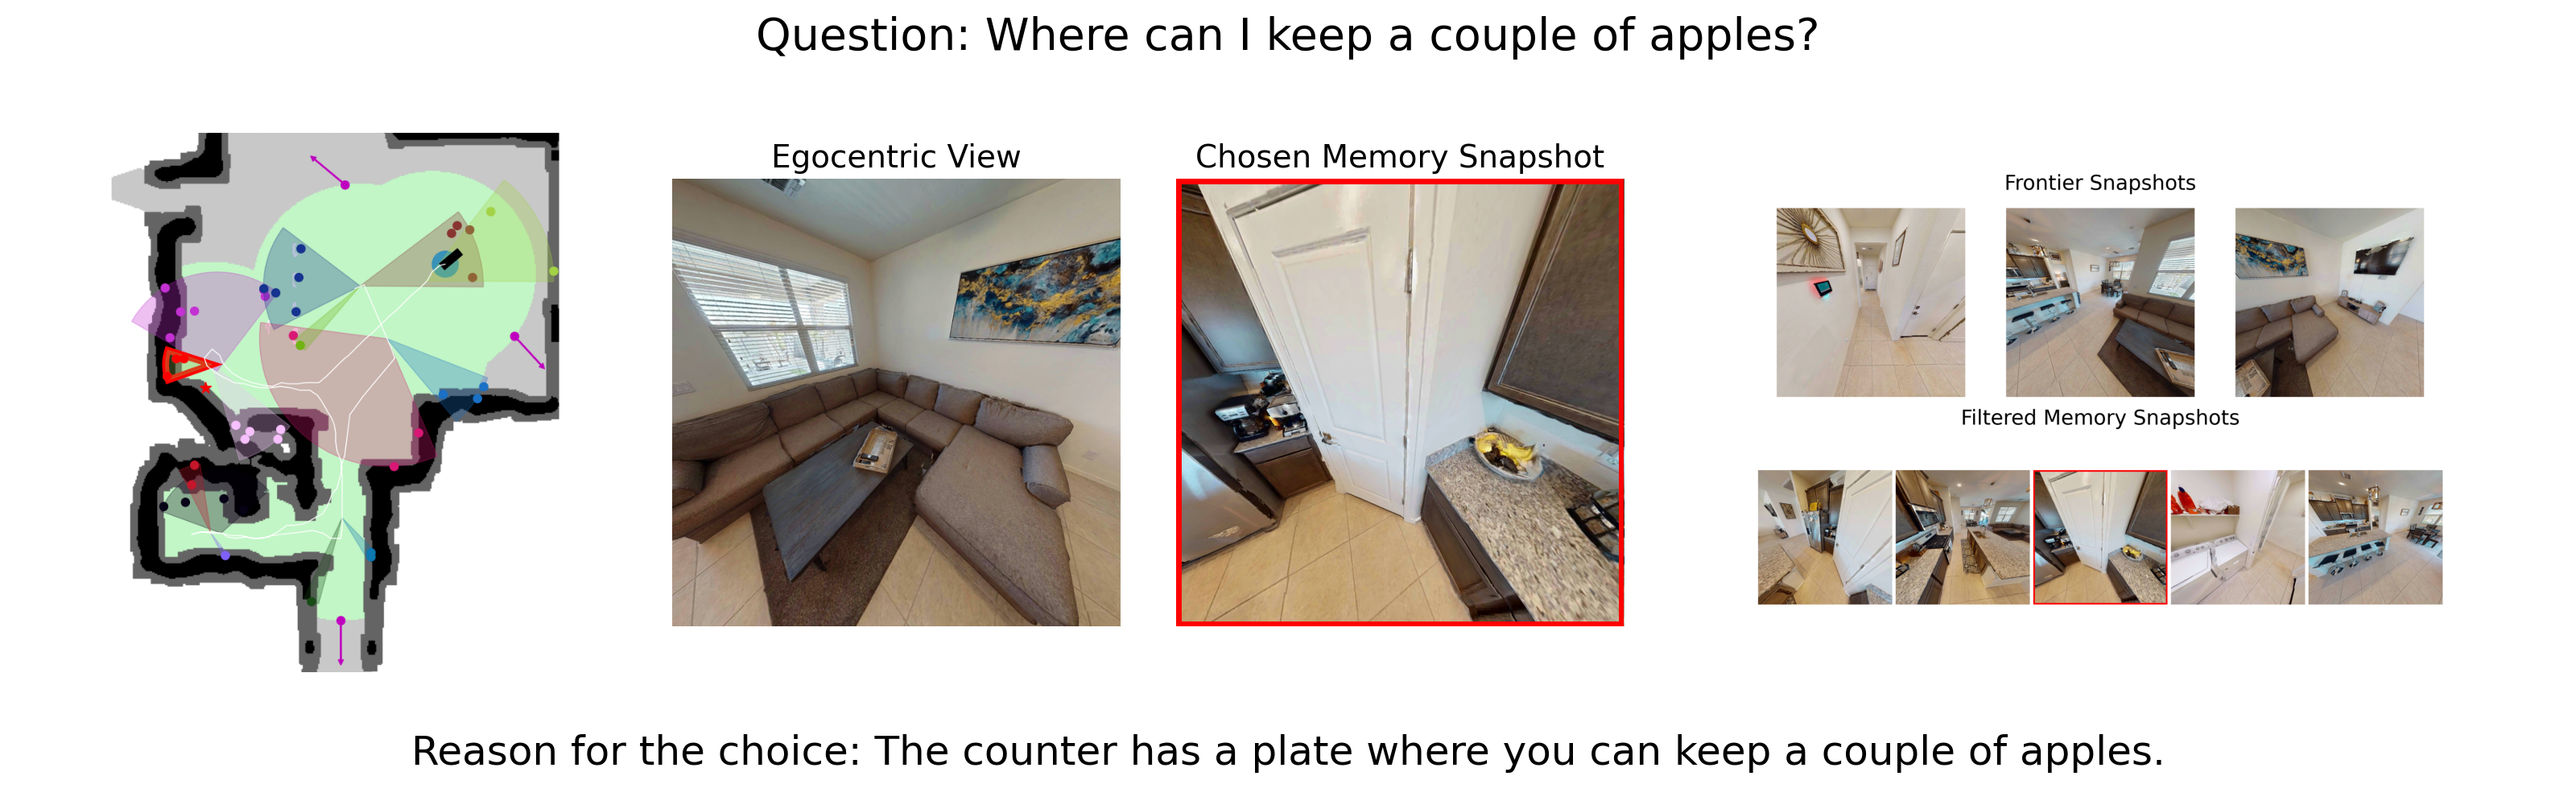 Question: Where can I keep a couple of apples?
Egocentric View
Chosen Memory Snapshot
Frontier Snapshots
Filtered Memory Snapshots
Reason for the choice: The counter has a plate where you can keep a couple of apples.